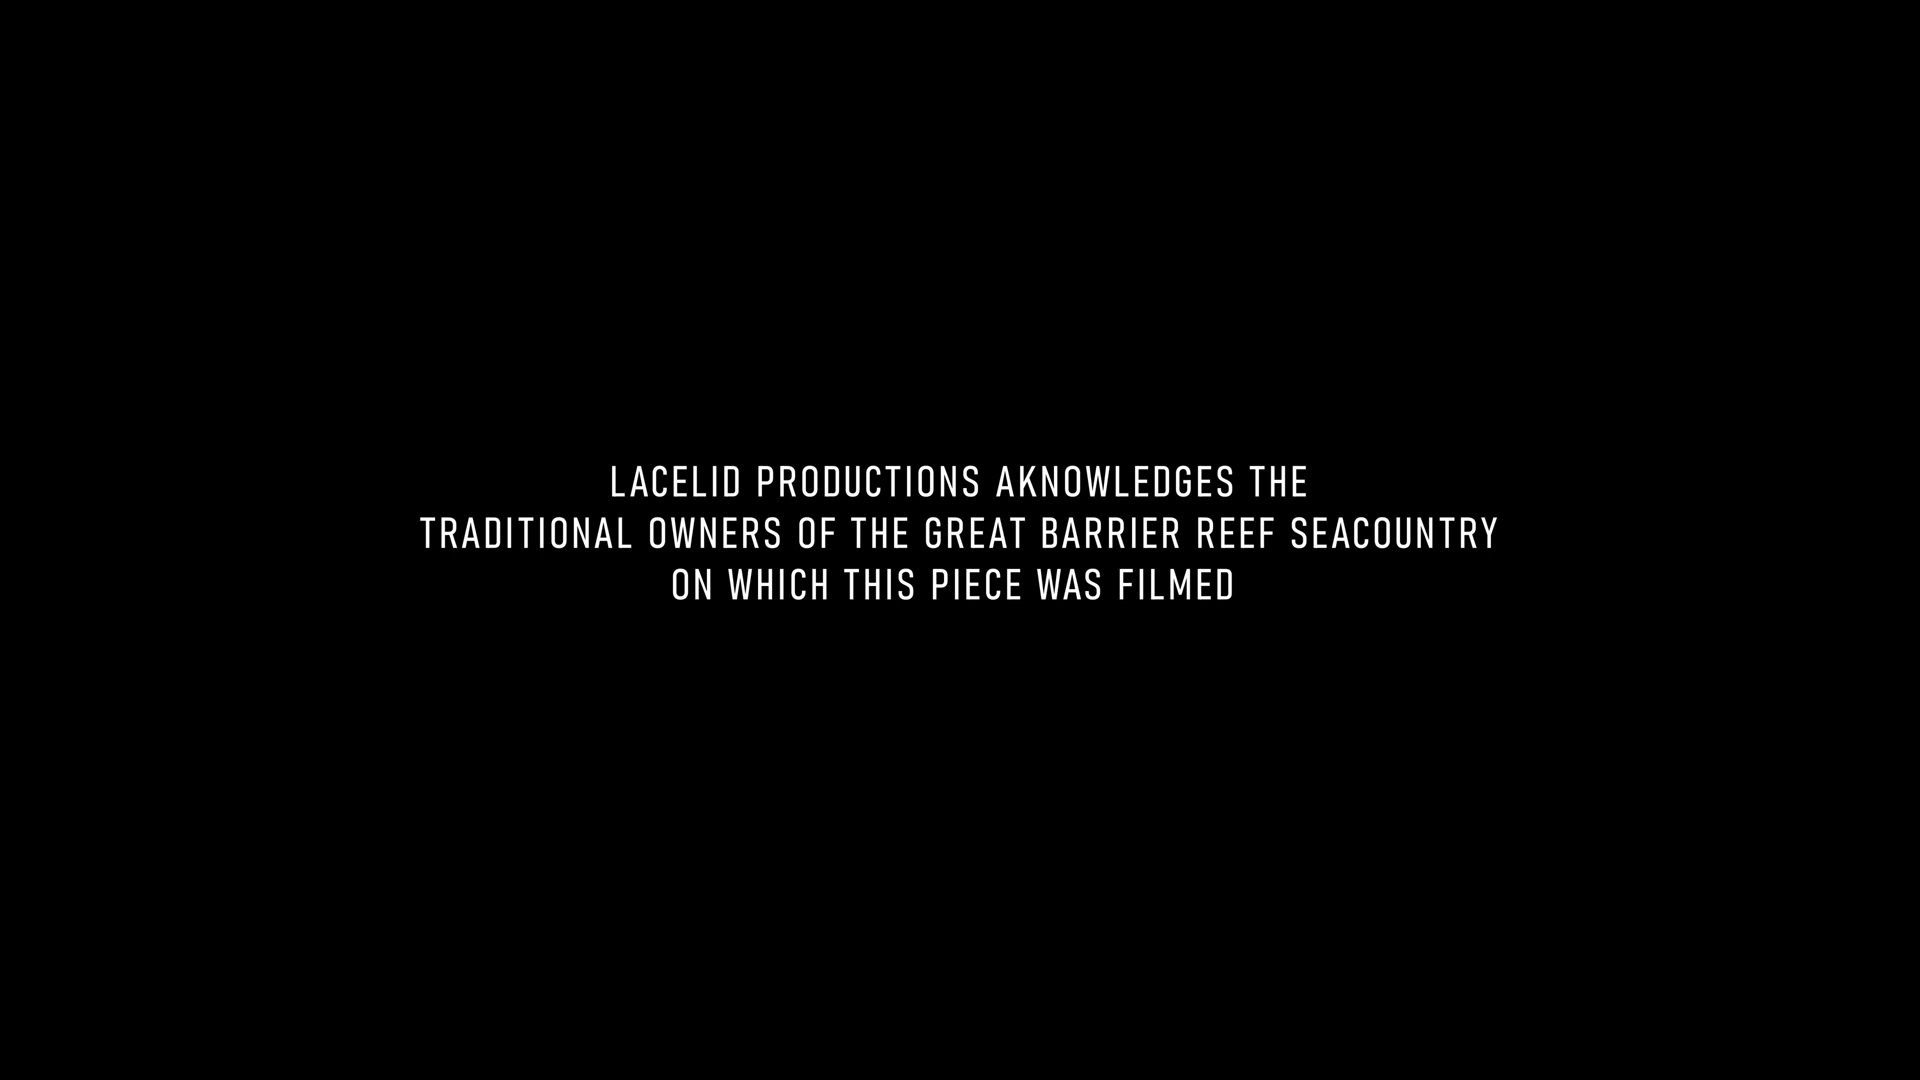 LACELID PRODUCTIONS AKNOWLEDGES THE
TRADITIONAL OWNERS OF THE GREAT BARRIER REEF SEACOUNTRY
ON WHICH THIS PIECE WAS FILMED